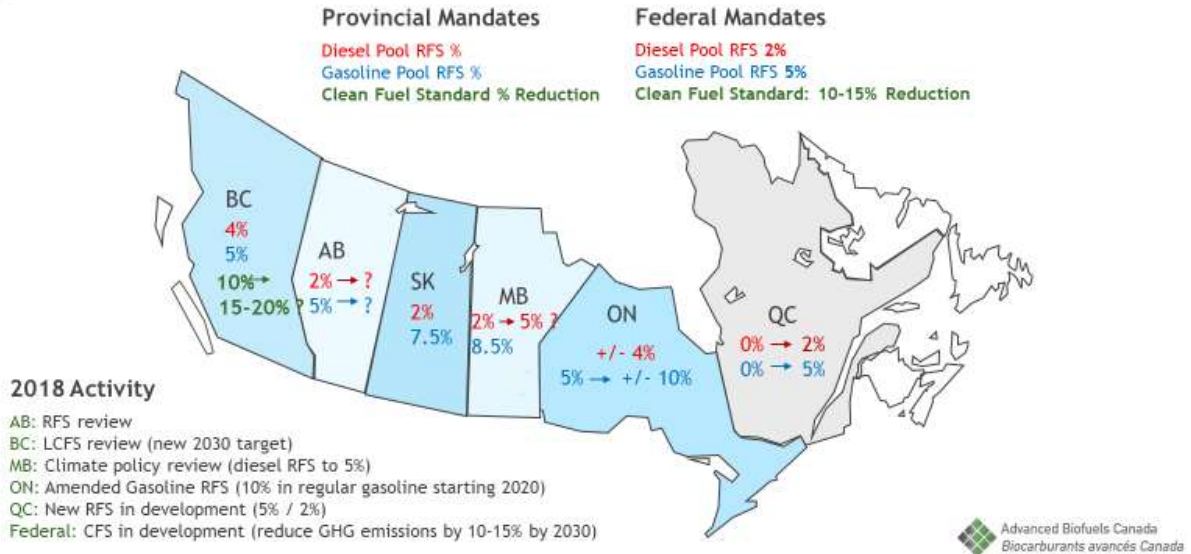 Provincial Mandates
Diesel Pool RFS %
Gasoline Pool RFS %
Clean Fuel Standard % Reduction
Federal Mandates
Diesel Pool RFS 2%
Gasoline Pool RFS 5%
Clean Fuel Standard: 10-15% Reduction
BC
4%
5%
10%→
15-20% ?
AB
2% → ?
5% → ?
SK
2%
7.5%
MB
2% → 5% ?
8.5%
ON
+/- 4%
5% → +/- 10%
QC
0% → 2%
0% → 5%
2018 Activity
AB: RFS review
BC: LCFS review (new 2030 target)
MB: Climate policy review (diesel RFS to 5%)
ON: Amended Gasoline RFS (10% in regular gasoline starting 2020)
QC: New RFS in development (5% / 2%)
Federal: CFS in development (reduce GHG emissions by 10-15% by 2030)
Advanced Biofuels Canada
Biocarburants avancés Canada